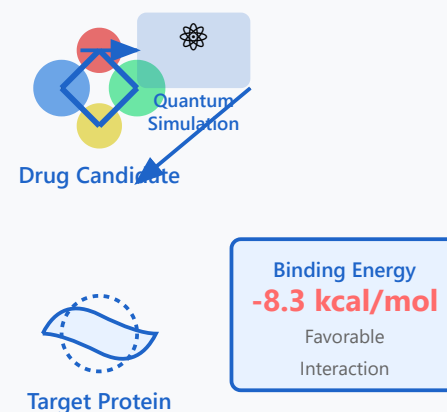 Quantum
Simulation
Drug Candidate
Binding Energy
-8.3 kcal/mol
Favorable
Interaction
Target Protein